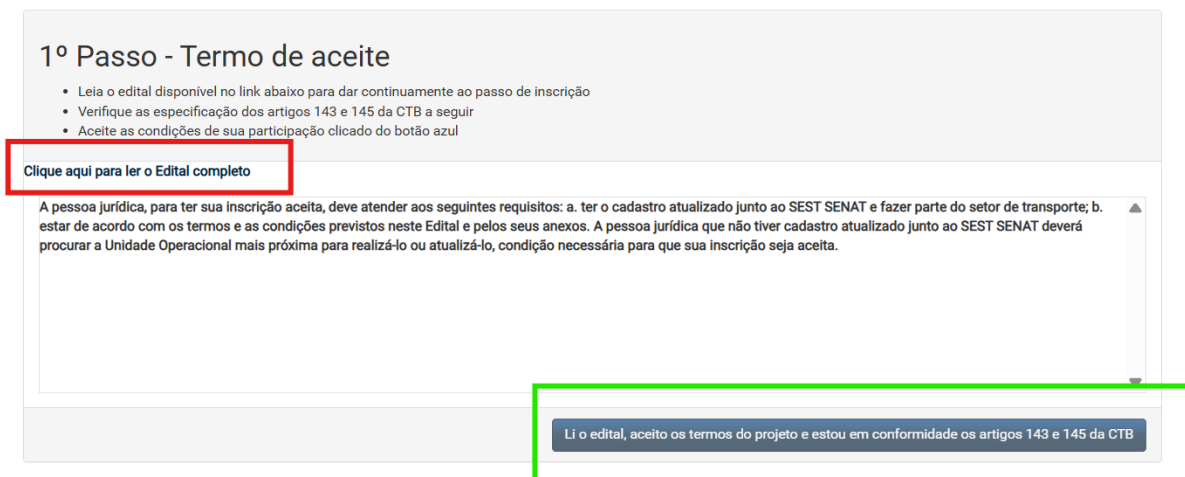 1º Passo - Termo de aceite
• Leia o edital disponível no link abaixo para dar continuamente ao passo de inscrição
• Verifique as especificação dos artigos 143 e 145 da CTB a seguir
• Aceite as condições de sua participação clicado do botão azul
Clique aqui para ler o Edital completo
A pessoa jurídica, para ter sua inscrição aceita, deve atender aos seguintes requisitos: a. ter o cadastro atualizado junto ao SEST SENAT e fazer parte do setor de transporte; b.
estar de acordo com os termos e as condições previstos neste Edital e pelos seus anexos. A pessoa jurídica que não tiver cadastro atualizado junto ao SEST SENAT deverá
procurar a Unidade Operacional mais próxima para realizá-lo ou atualizá-lo, condição necessária para que sua inscrição seja aceita.
Li o edital, aceito os termos do projeto e estou em conformidade os artigos 143 e 145 da CTB